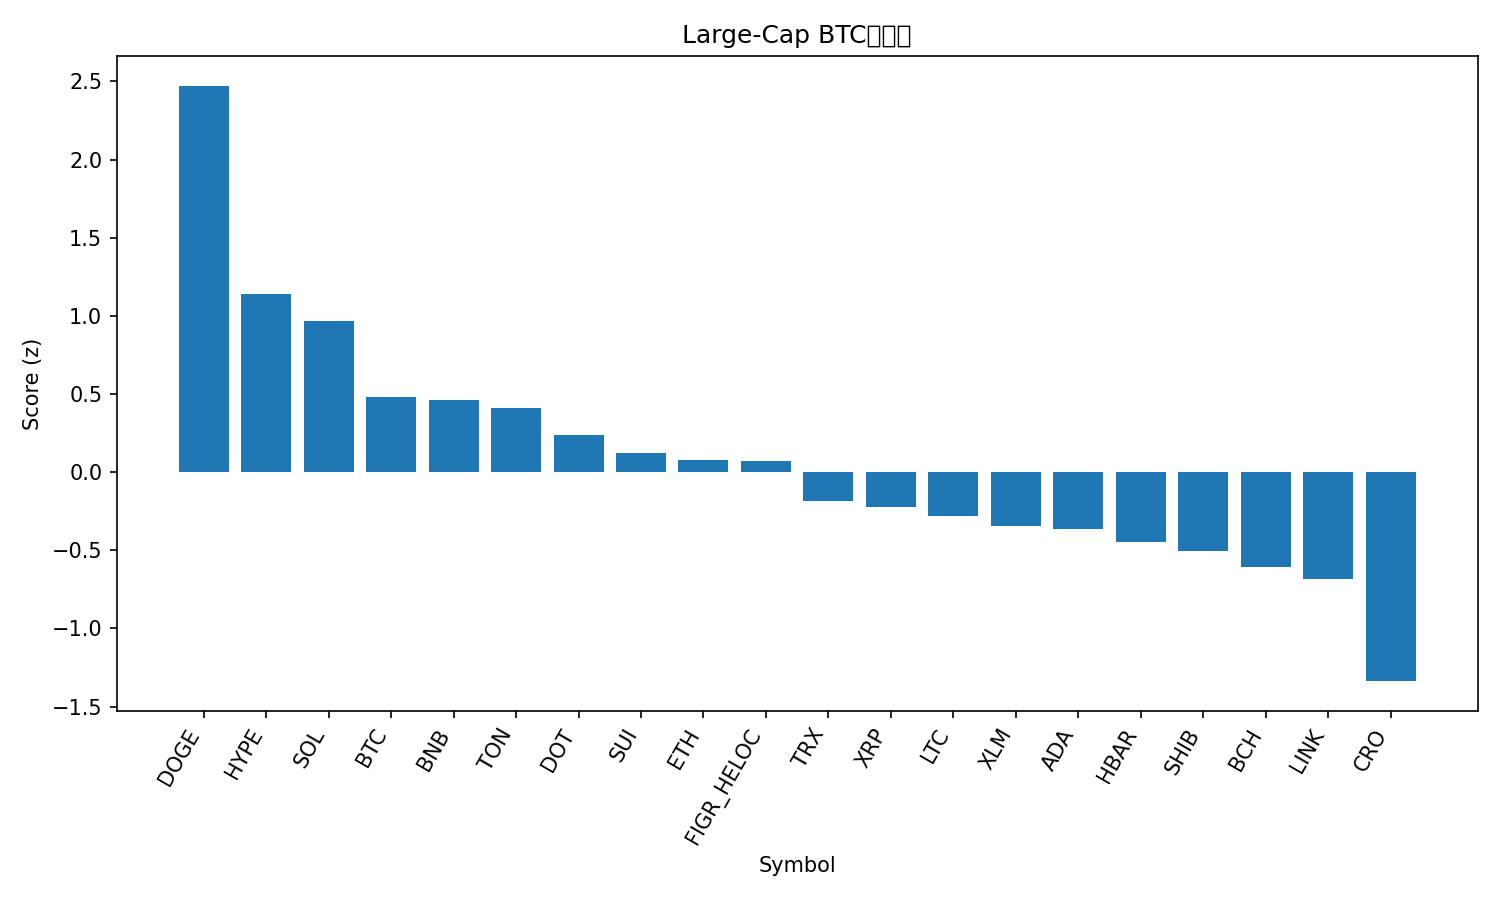 Large-Cap BTC
2.5
2.0
1.5
1.0
0.5
0.0
−0.5
−1.0
−1.5
Score (z)
DOGE
HYPE
SOL
BTC
BNB
TON
DOT
SUI
ETH
FIGR_HELOC
TRX
XRP
LTC
XLM
ADA
HBAR
SHIB
BCH
LINK
CRO
Symbol